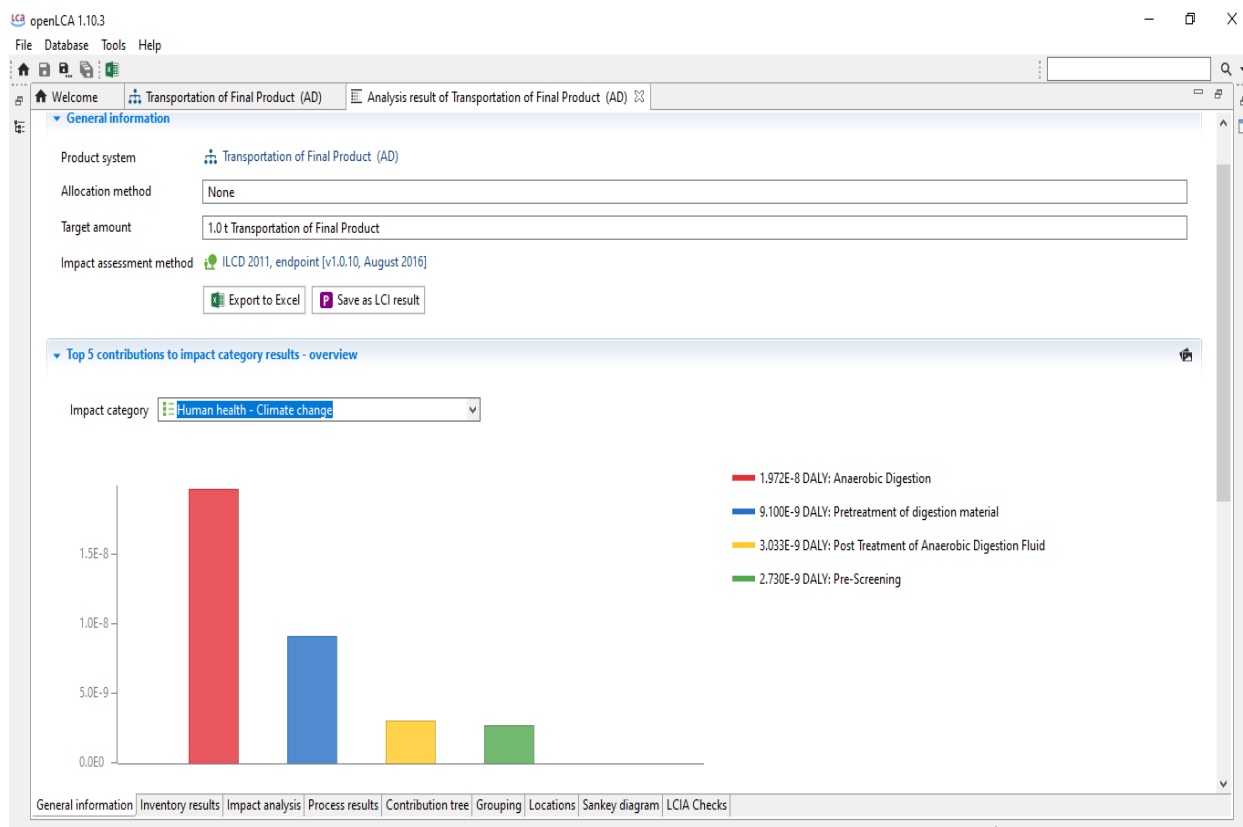 LCA openLCA 1.10.3
File Database Tools Help
Welcome Transportation of Final Product (AD) Analysis result of Transportation of Final Product (AD)
General information
Product system Transportation of Final Product (AD)
Allocation method None
Target amount 1.0 t Transportation of Final Product
Impact assessment method ILCD 2011, endpoint [v1.0.10, August 2016]
Export to Excel P Save as LCI result
Top 5 contributions to impact category results - overview
Impact category Human health - Climate change
1.972E-8 DALY: Anaerobic Digestion
9.100E-9 DALY: Pretreatment of digestion material
3.033E-9 DALY: Post Treatment of Anaerobic Digestion Fluid
2.730E-9 DALY: Pre-Screening
1.5E-8
1.0E-8
5.0E-9
0.0E0
General information Inventory results Impact analysis Process results Contribution tree Grouping Locations Sankey diagram LCIA Checks